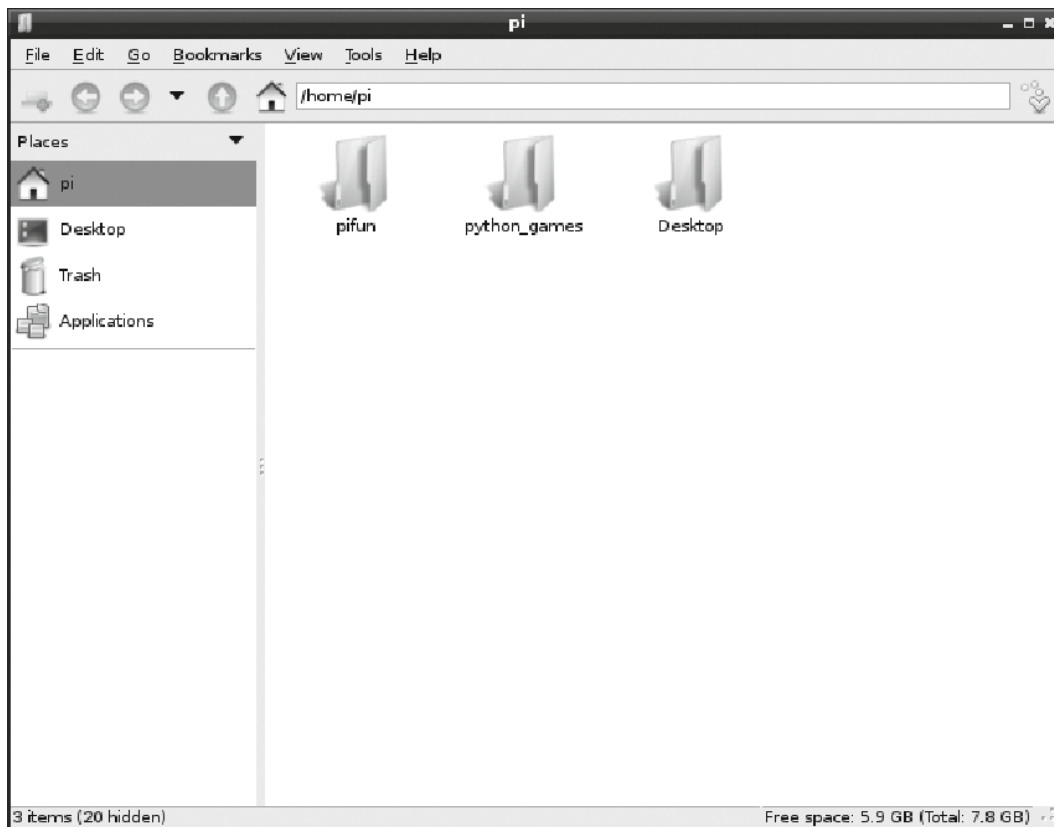 pi
File Edit Go Bookmarks View Tools Help
/home/pi
Places
pi
Desktop
Trash
Applications
pifun python_games Desktop
3 items (20 hidden) Free space: 5.9 GB (Total: 7.8 GB)